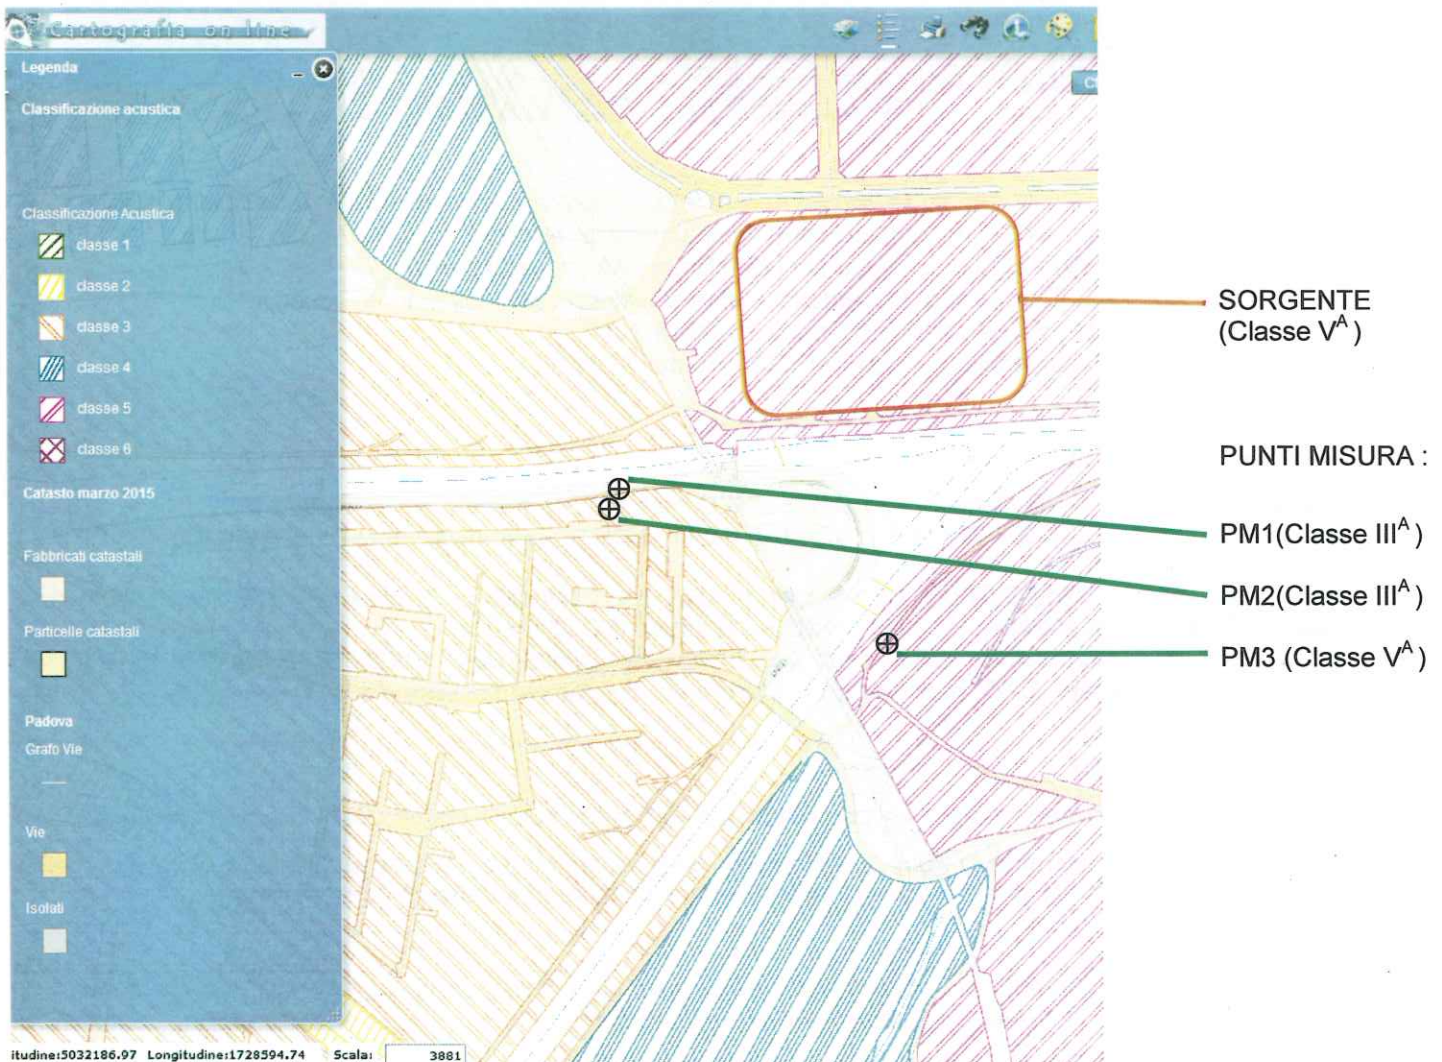 Cartografia on line
Legenda
Classificazione acustica
Classificazione Acustica
classe 1
classe 2
classe 3
classe 4
classe 5
classe 6
Catasto marzo 2015
Fabbricati catastali
Particelle catastali
Padova
Grafo Vie
Vie
Isolati
SORGENTE
(Classe V^A )
PUNTI MISURA :
PM1(Classe III^A )
PM2(Classe III^A )
PM3 (Classe V^A )
itudine:5032186.97 Longitudine:1728594.74 Scala: 3881